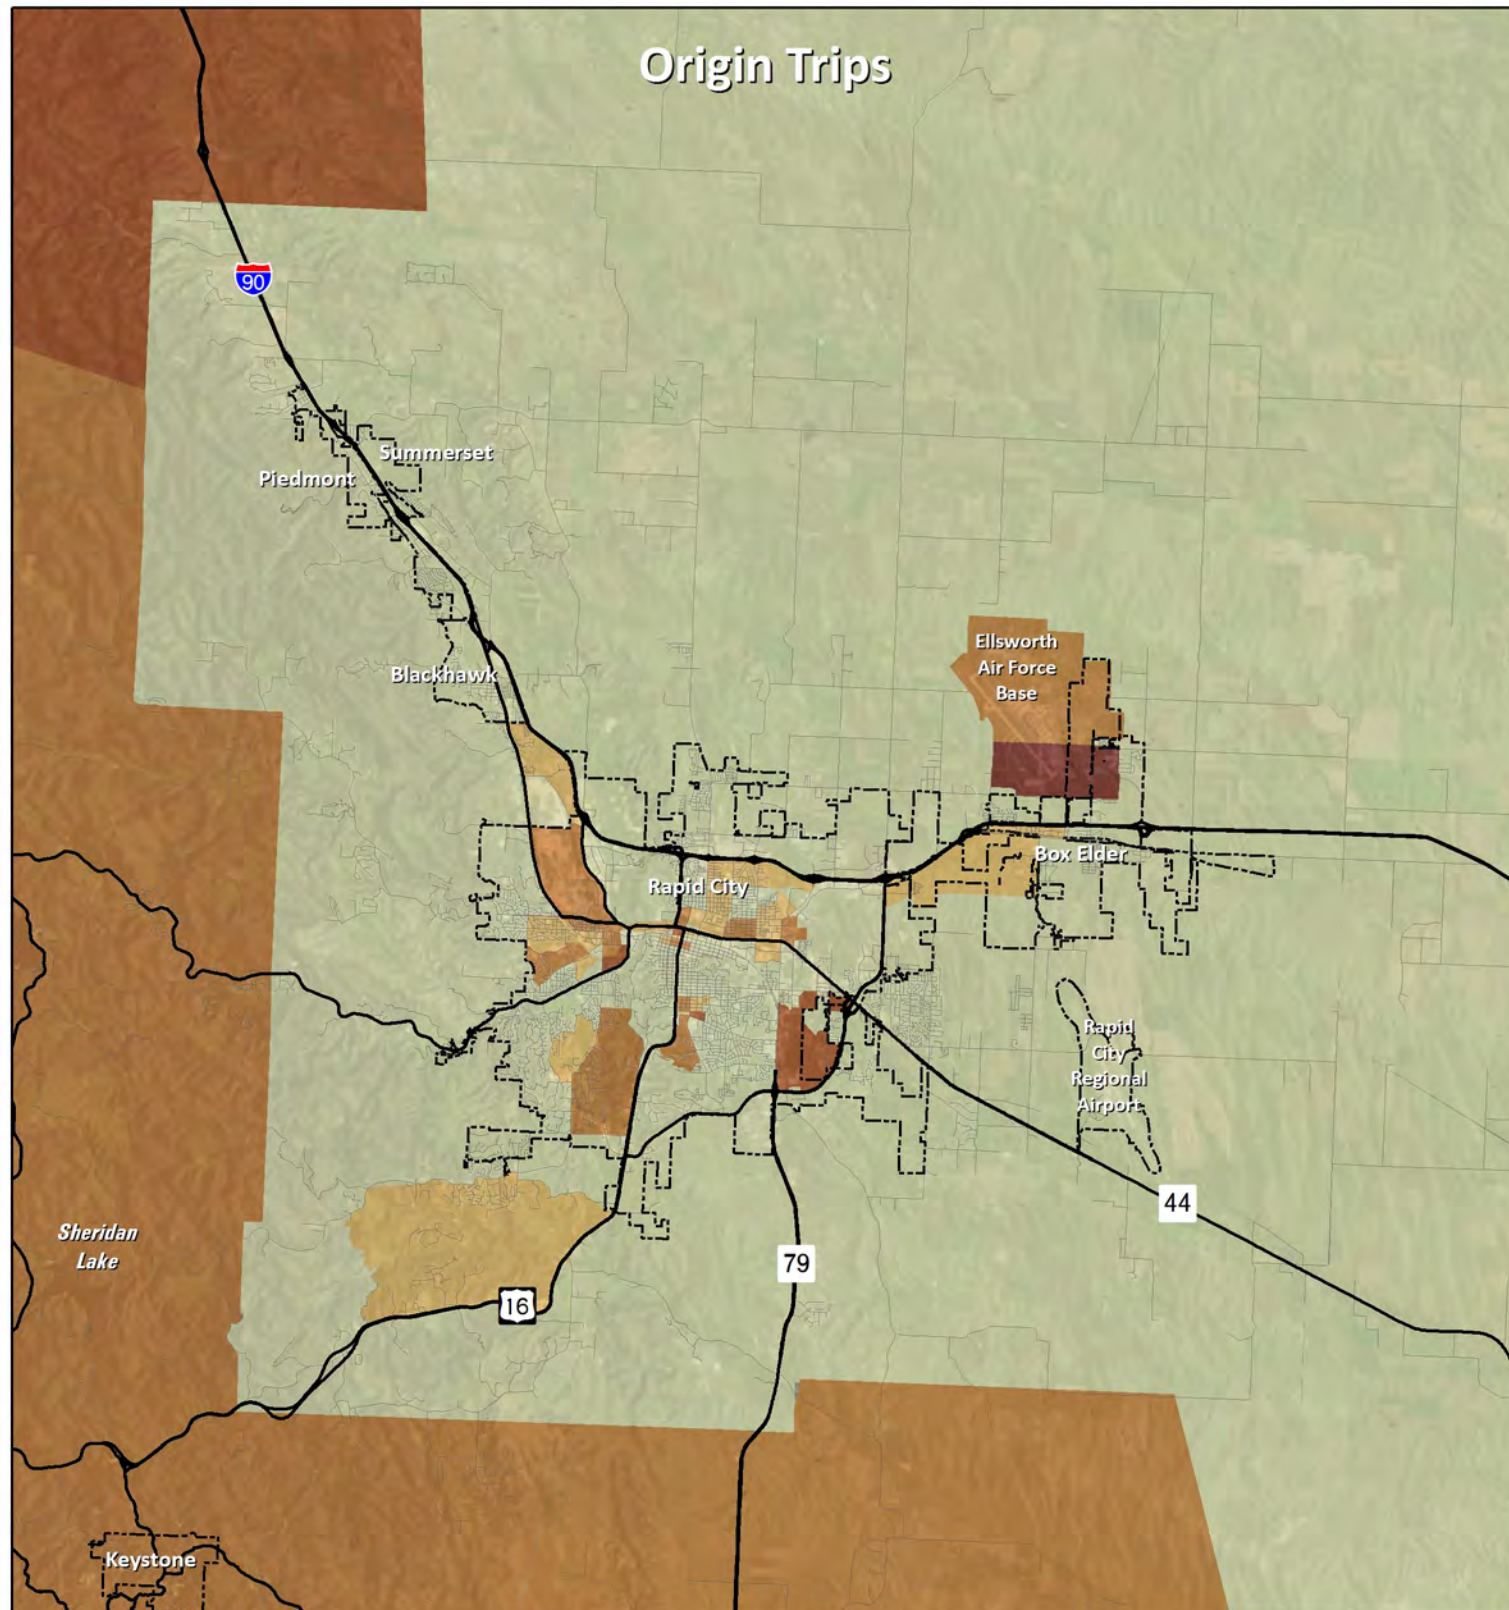 Origin Trips
90
Summerset
Piedmont
Ellsworth
Air Force
Base
Blackhawk
Box Elder
Rapid City
Rapid
City
Regional
Airport
44
Sheridan
Lake
79
16
Keystone